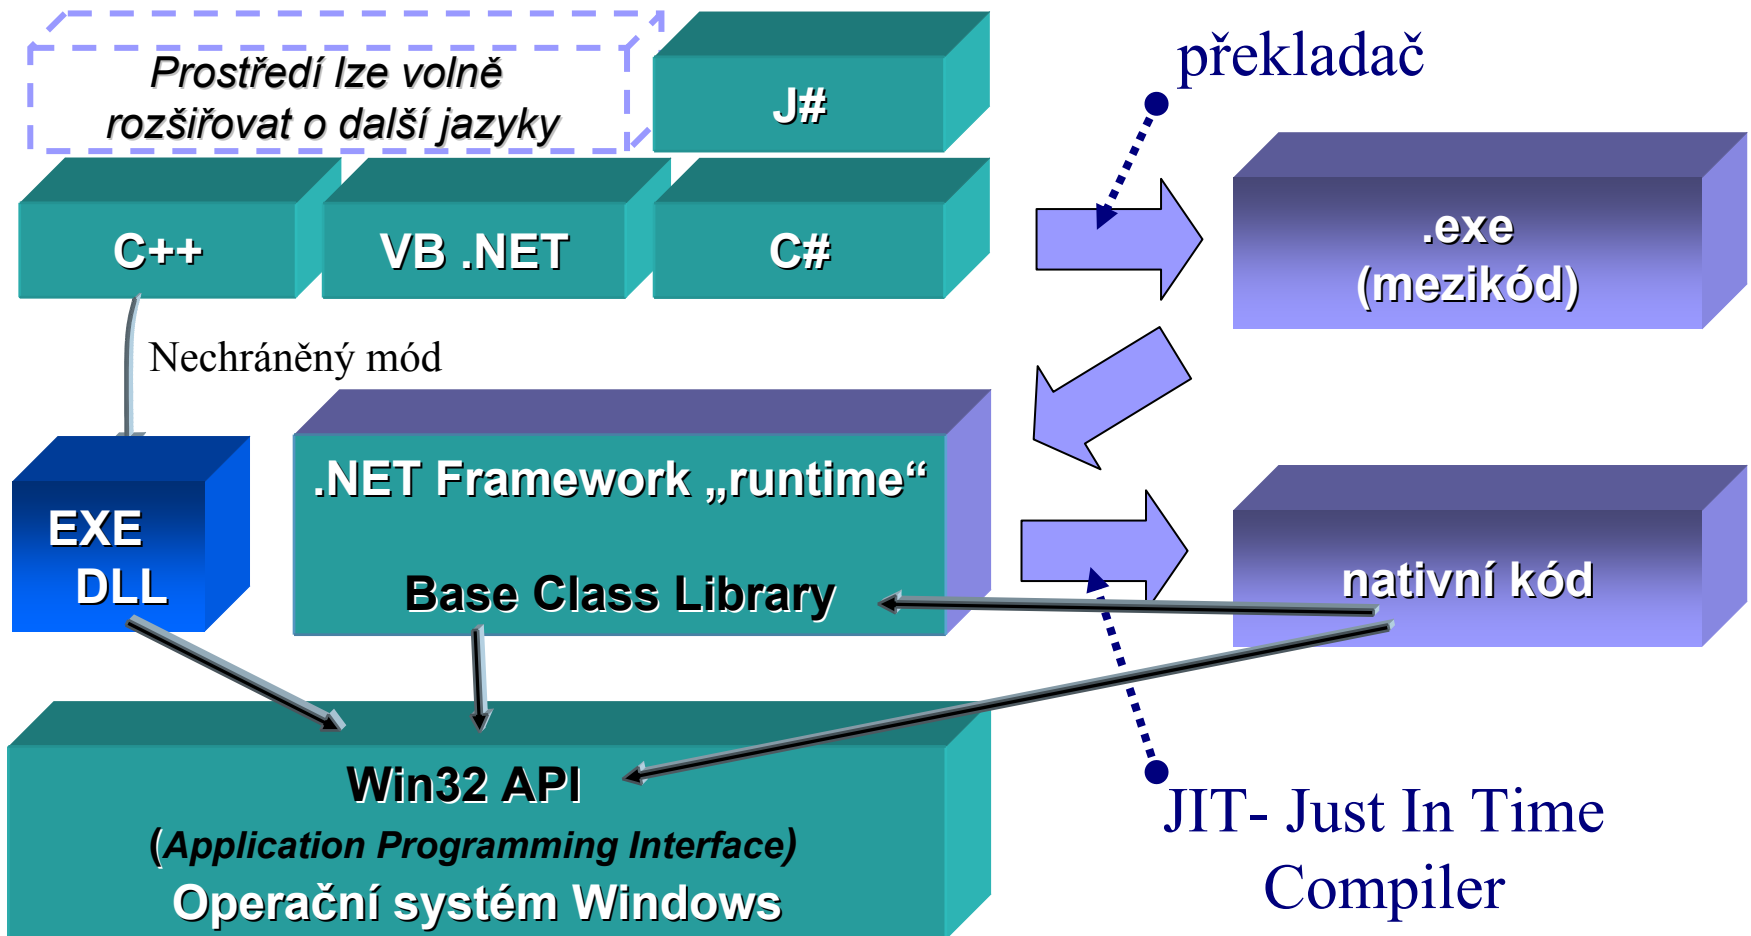 Prostředí lze volně
rozšiřovat o další jazyky
J#
překladač
C++
VB .NET
C#
.exe
(mezikód)
Nechráněný mód
.NET Framework „runtime“
EXE
DLL
Base Class Library
nativní kód
Win32 API
(Application Programming Interface)
Operační systém Windows
JIT- Just In Time
Compiler